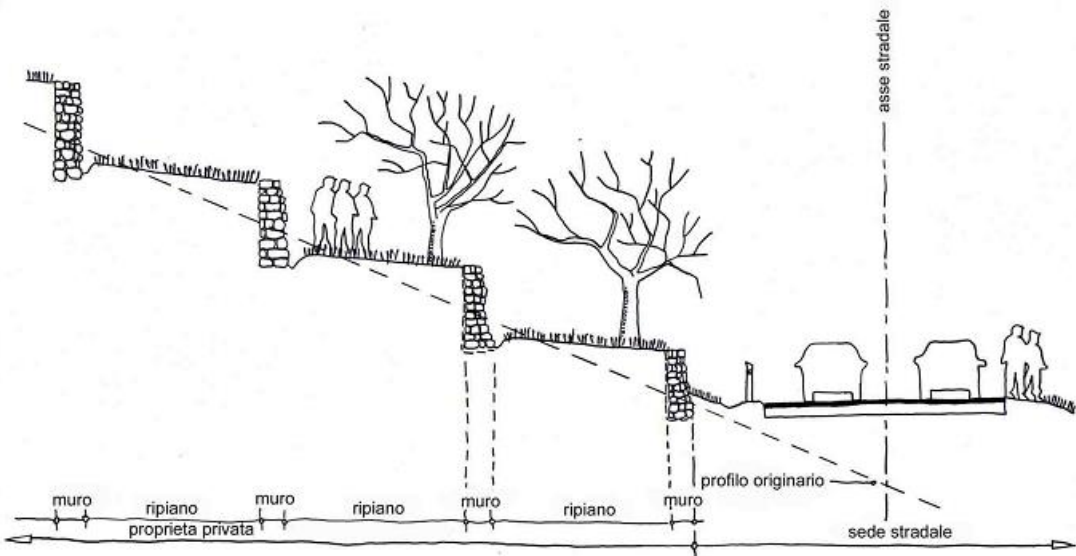 asse stradale
profilo originario
muro ripiano muro ripiano muro ripiano muro
proprieta privata sede stradale